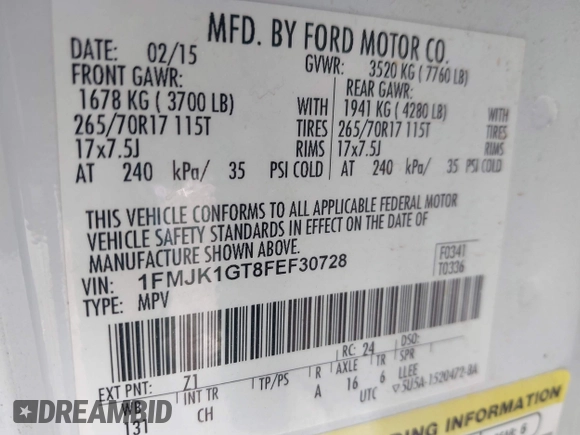 MFD. BY FORD MOTOR CO.
DATE: 02/15
GVWR: 3520 KG ( 7760 LB)
FRONT GAWR:
REAR GAWR:
1678 KG ( 3700 LB) WITH 1941 KG ( 4280 LB) WITH
265/70R17 115T TIRES 265/70R17 115T TIRES
17x7.5J RIMS 17x7.5J RIMS
AT 240 kPa/ 35 PSI COLD AT 240 kPa/ 35 PSI COLD
THIS VEHICLE CONFORMS TO ALL APPLICABLE FEDERAL MOTOR
VEHICLE SAFETY STANDARDS IN EFFECT ON THE DATE OF
MANUFACTURE SHOWN ABOVE.
VIN: 1FMJK1GT8FEF30728
F0341
T0336
TYPE: MPV
RC: 24 DSO:
EXT PNT: Z1
WB INT TR TP/PS R AXLE TR SPR
131 CH A 16 6 LLEE
UTC 5U5A-1520472-BA
DREAMBID
INFORMATION